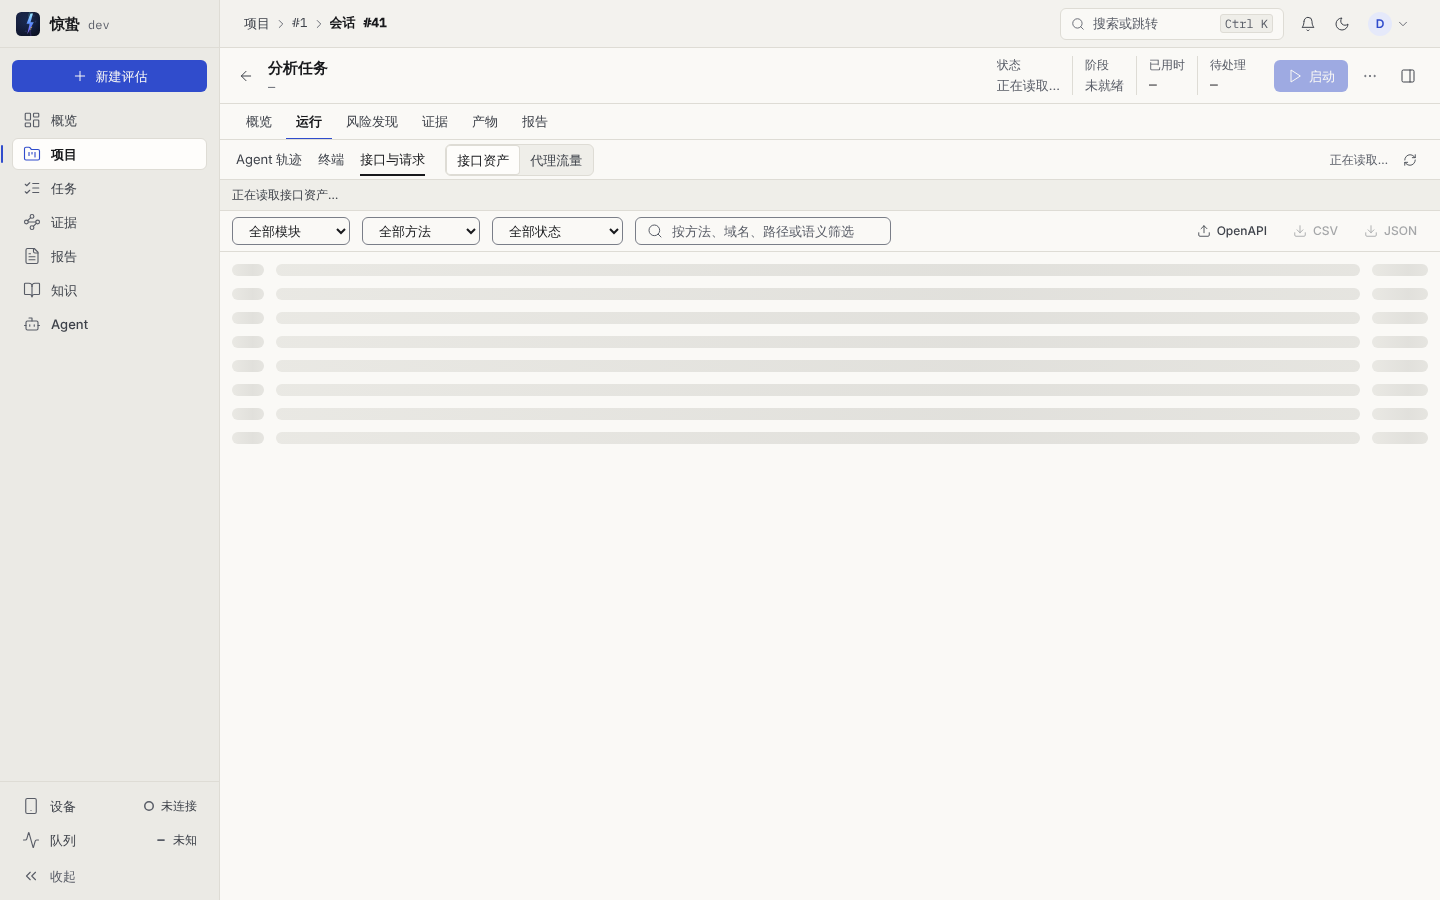 惊蛰 dev
项目 #1 会话 #41
搜索或跳转 Ctrl K
D
新建评估
概览
项目
任务
证据
报告
知识
Agent
分析任务
–
状态
正在读取...
阶段
未就绪
已用时
–
待处理
–
启动
概览 运行 风险发现 证据 产物 报告
Agent 轨迹 终端 接口与请求 接口资产 代理流量 正在读取...
正在读取接口资产...
全部模块 全部方法 全部状态 按方法、域名、路径或语义筛选 OpenAPI CSV JSON
设备 未连接
队列 – 未知
收起